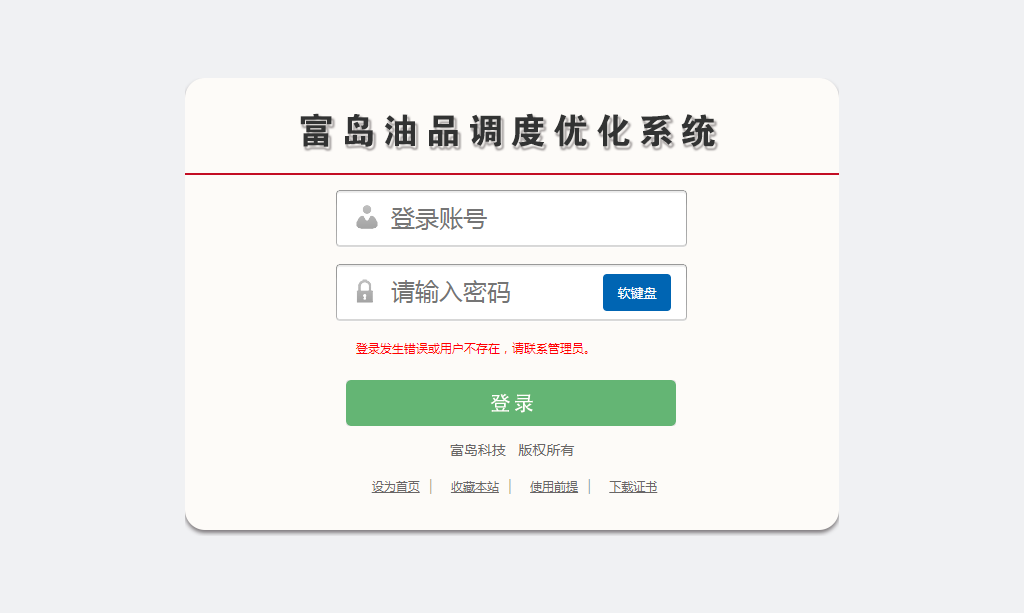 富岛油品调度优化系统
登录账号
请输入密码 软键盘
登录发生错误或用户不存在，请联系管理员。
登录
富岛科技 版权所有
设为首页 | 收藏本站 | 使用前提 | 下载证书